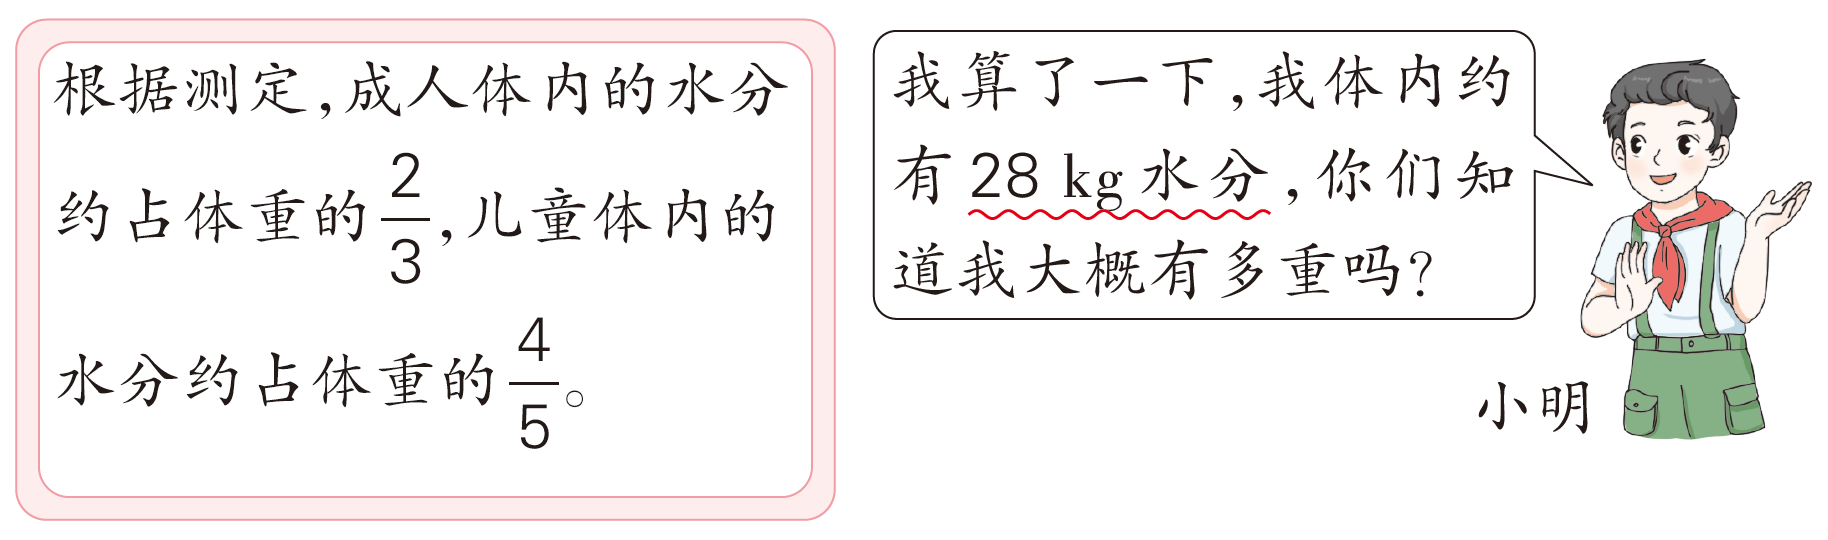 根据测定,成人体内的水分
约占体重的2/3,儿童体内的
水分约占体重的4/5。
我算了一下,我体内约
有28 kg水分,你们知
道我大概有多重吗?
小明